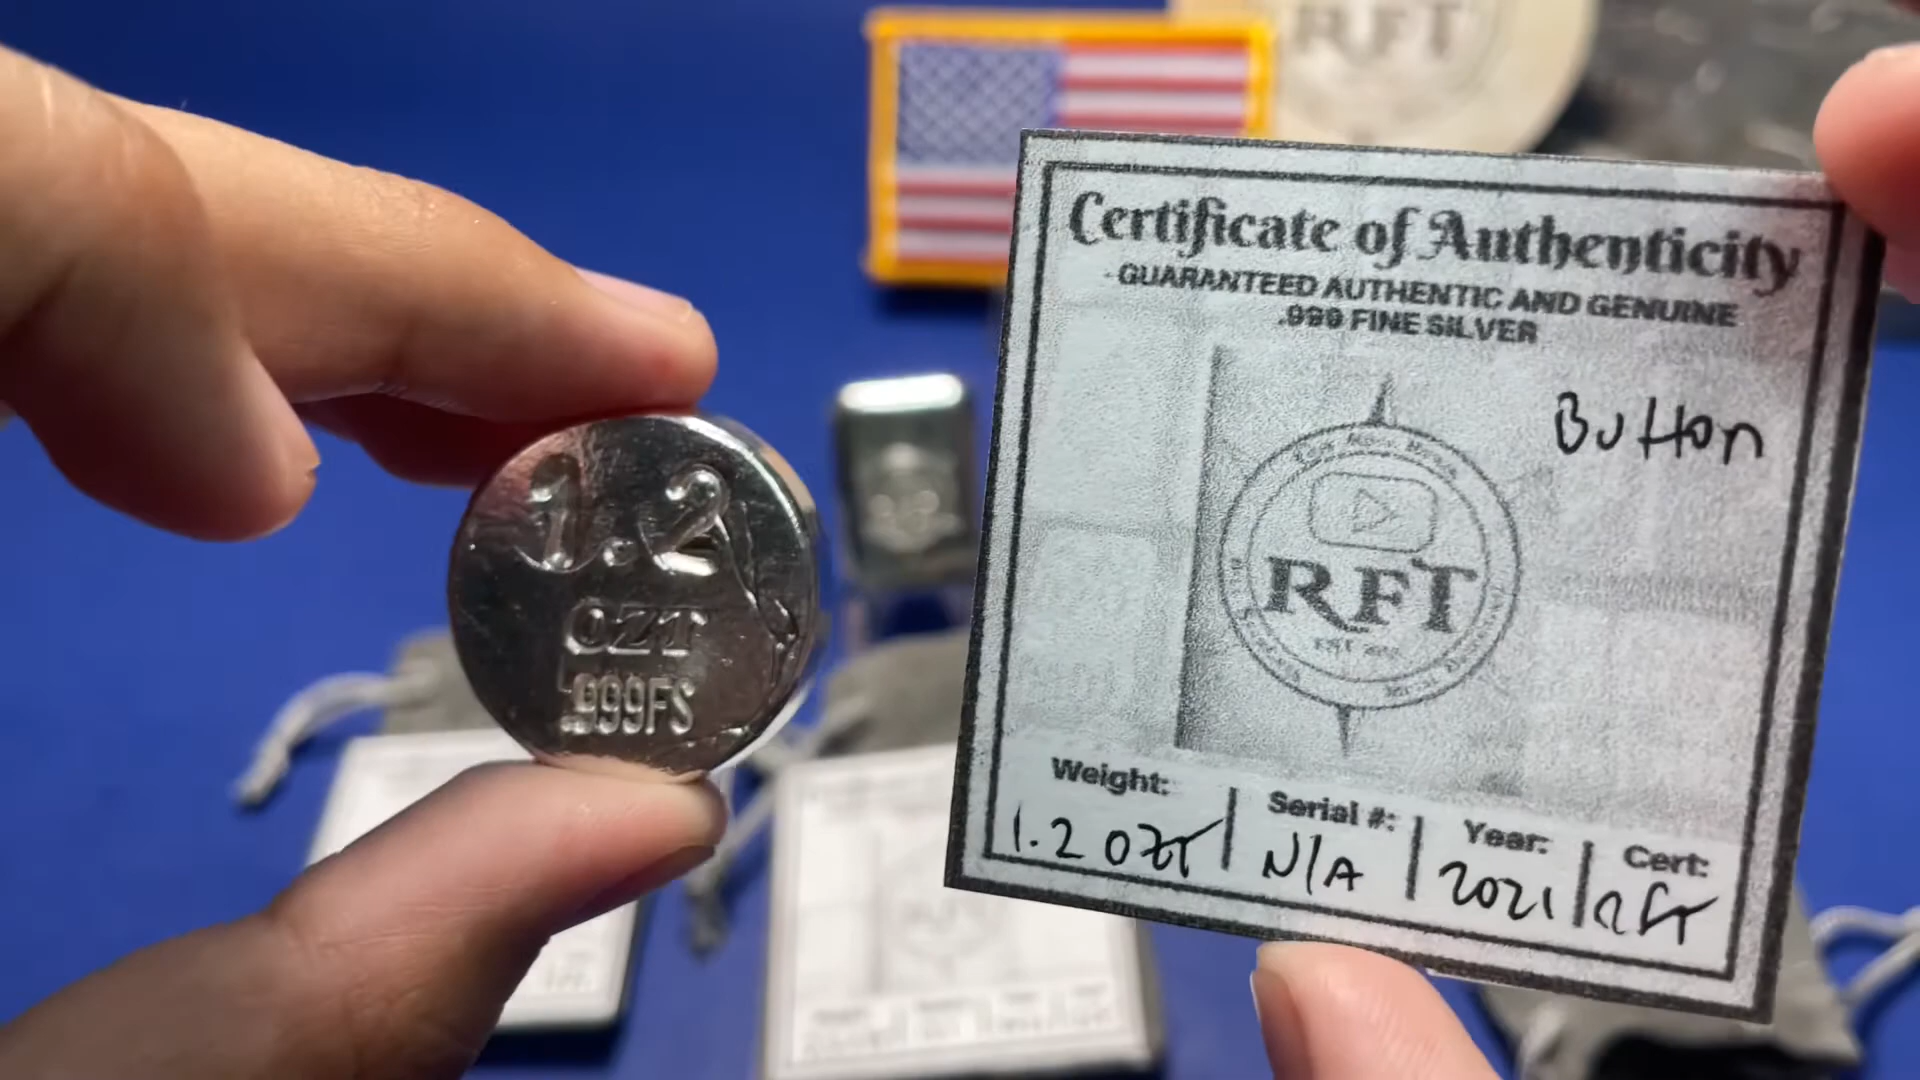 RFT
1.2
OZT
.999FS
Certificate of Authenticity
GUARANTEED AUTHENTIC AND GENUINE
.999 FINE SILVER
Button
RFT
Weight: Serial #: Year: Cert:
1.2 OZT N/A 2021 RFT